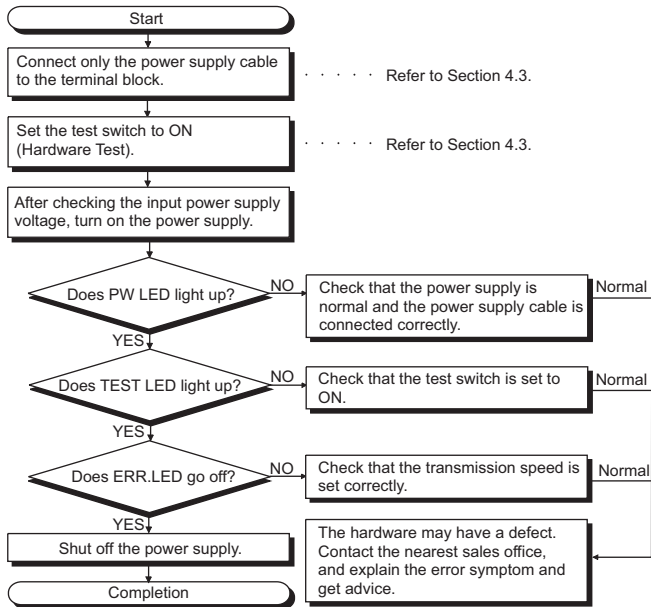 Start
Connect only the power supply cable
to the terminal block.
· · · · · Refer to Section 4.3.
Set the test switch to ON
(Hardware Test).
· · · · · Refer to Section 4.3.
After checking the input power supply
voltage, turn on the power supply.
Does PW LED light up?
NO
Check that the power supply is
normal and the power supply cable is
connected correctly.
Normal
YES
Does TEST LED light up?
NO
Check that the test switch is set to
ON.
Normal
YES
Does ERR.LED go off?
NO
Check that the transmission speed is
set correctly.
Normal
YES
Shut off the power supply.
The hardware may have a defect.
Contact the nearest sales office,
and explain the error symptom and
get advice.
Completion